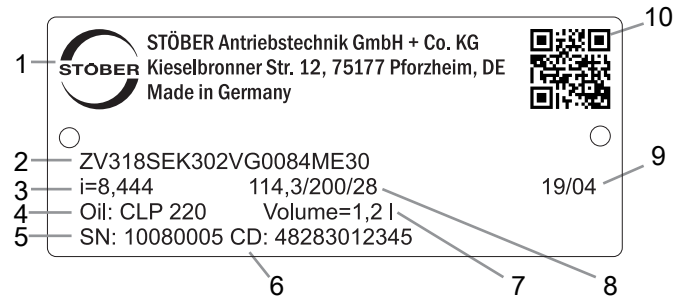 STÖBER
STÖBER Antriebstechnik GmbH + Co. KG
Kieselbronner Str. 12, 75177 Pforzheim, DE
Made in Germany
ZV318SEK302VG0084ME30
i=8,444 114,3/200/28 19/04
Oil: CLP 220 Volume=1,2 l
SN: 10080005 CD: 48283012345
1
2
3
4
5
6
7
8
9
10